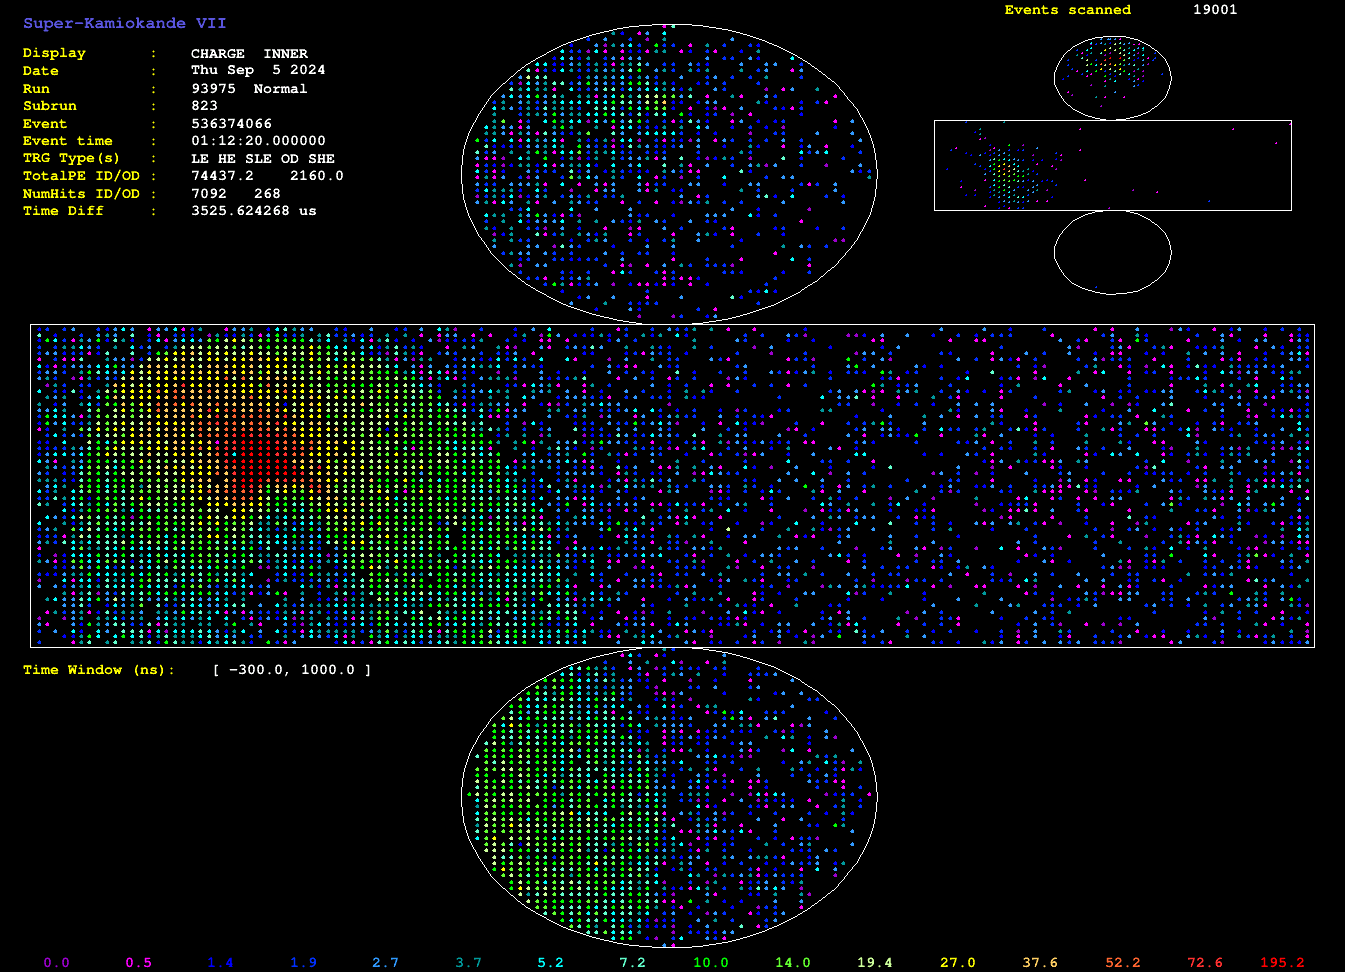 Super-Kamiokande VII
Events scanned 19001
Display : CHARGE INNER
Date : Thu Sep 5 2024
Run : 93975 Normal
Subrun : 823
Event : 536374066
Event time : 01:12:20.000000
TRG Type(s) : LE HE SLE OD SHE
TotalPE ID/OD : 74437.2 2160.0
NumHits ID/OD : 7092 268
Time Diff : 3525.624268 us
Time Window (ns): [ -300.0, 1000.0 ]
0.0 0.5 1.4 1.9 2.7 3.7 5.2 7.2 10.0 14.0 19.4 27.0 37.6 52.2 72.6 195.2